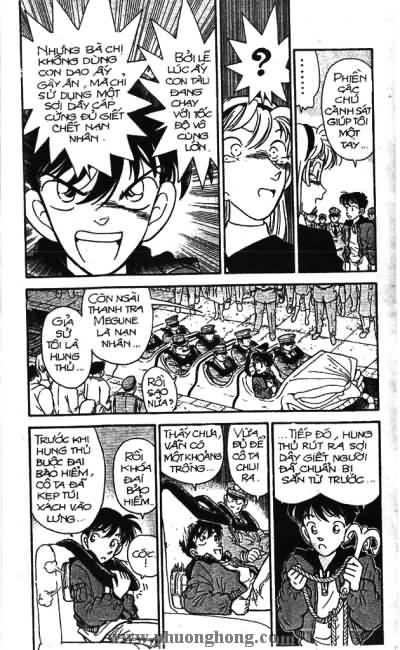 NHƯNG BÀ CHỊ
KHÔNG DÙNG
CON DAO ẤY
GÂY ÁN, MÀ CHỈ
SỬ DỤNG MỘT
SỢI DÂY CÁP
CỨNG ĐỦ GIẾT
CHẾT NẠN
NHÂN.
BỞI LẼ
LÚC ẤY
CON TÀU
ĐANG
CHẠY
VỚI TỐC
ĐỘ VÔ
CÙNG
LỚN.
?
.........
PHIỀN
CÁC
CHÚ
CẢNH SÁT
GIÚP TÔI
MỘT
TAY...
GIẢ
SỬ
TÔI LÀ
HUNG
THỦ...
CÒN NGÀI
THANH TRA
MEGUNE
LÀ NẠN
NHÂN...
RỒI
SAO
NỮA?
TRƯỚC KHI
HUNG THỦ
BUỘC ĐAI
BẢO HIỂM,
CÔ TA ĐÃ
KẸP TÚI
XÁCH VÀO
LƯNG...
RỒI
KHÓA
ĐAI
BẢO
HIỂM.
CỐC!
THẤY CHƯA,
VẪN CÓ
MỘT KHOẢNG
TRỐNG...
VỪA
ĐỦ ĐỂ
CÔ TA
CHUI
RA.
...TIẾP ĐÓ, HUNG
THỦ RÚT RA SỢI
DÂY GIẾT NGƯỜI
ĐÃ CHUẨN BỊ
SẴN TỪ TRƯỚC...
www.phuonghong.com